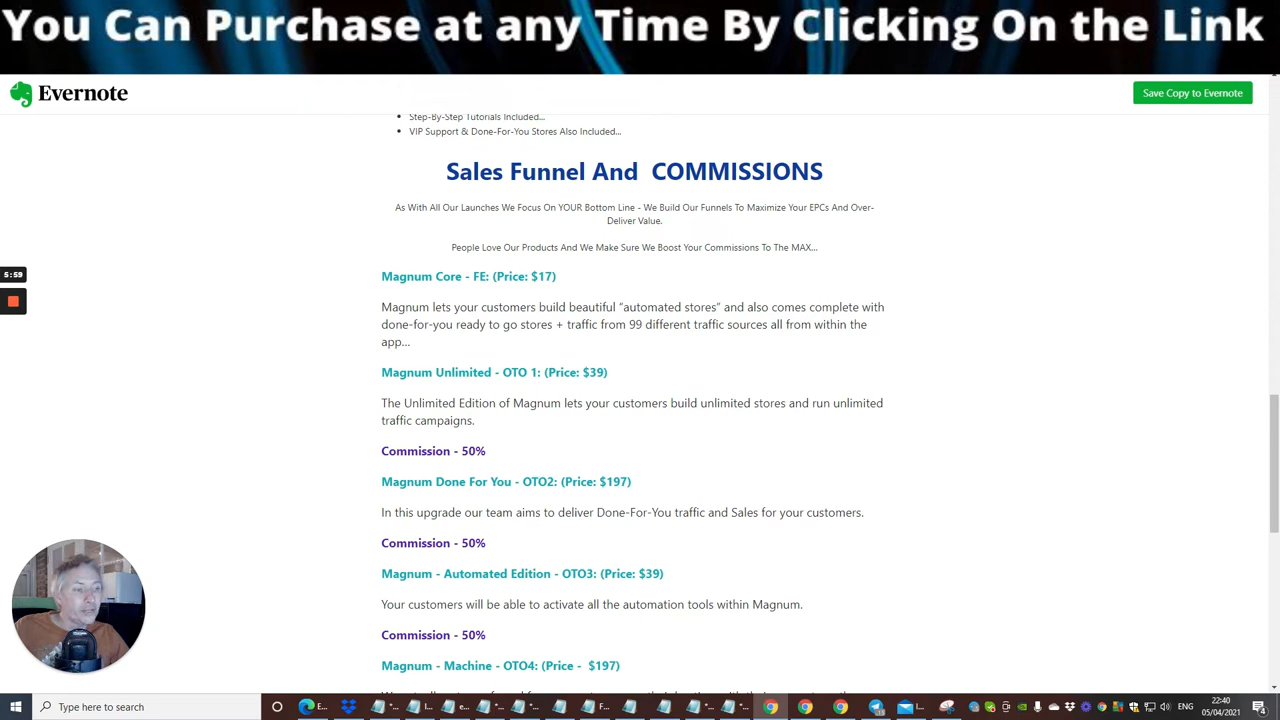 You Can Purchase at any Time By Clicking On the Link
Evernote
Save Copy to Evernote
Step-By-Step Tutorials Included...
VIP Support & Done-For-You Stores Also Included...
Sales Funnel And COMMISSIONS
As With All Our Launches We Focus On YOUR Bottom Line - We Build Our Funnels To Maximize Your EPCs And Over-
Deliver Value.
People Love Our Products And We Make Sure We Boost Your Commissions To The MAX...
5:59
Magnum Core - FE: (Price: $17)
Magnum lets your customers build beautiful “automated stores” and also comes complete with
done-for-you ready to go stores + traffic from 99 different traffic sources all from within the
app...
Magnum Unlimited - OTO 1: (Price: $39)
The Unlimited Edition of Magnum lets your customers build unlimited stores and run unlimited
traffic campaigns.
Commission - 50%
Magnum Done For You - OTO2: (Price: $197)
In this upgrade our team aims to deliver Done-For-You traffic and Sales for your customers.
Commission - 50%
Magnum - Automated Edition - OTO3: (Price: $39)
Your customers will be able to activate all the automation tools within Magnum.
Commission - 50%
Magnum - Machine - OTO4: (Price - $197)
Type here to search
ENG
22:40
05/04/2021